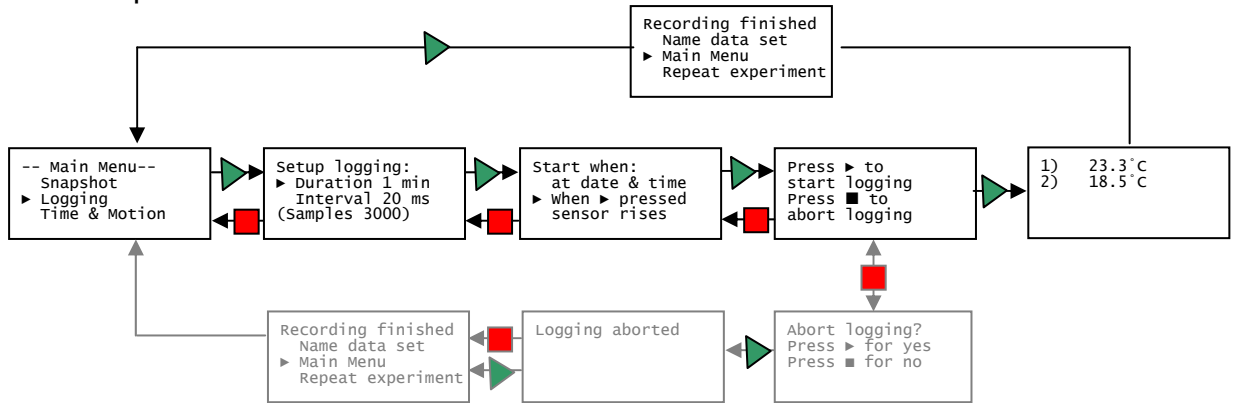 Recording finished
Name data set
► Main Menu
Repeat experiment
-- Main Menu--
Snapshot
► Logging
Time & Motion
Setup logging:
► Duration 1 min
Interval 20 ms
(Samples 3000)
Start when:
at date & time
► When ► pressed
sensor rises
Press ► to
start logging
Press ■ to
abort logging
1) 23.3°C
2) 18.5°C
Recording finished
Name data set
► Main Menu
Repeat experiment
Logging aborted
Abort logging?
Press ► for yes
Press ■ for no